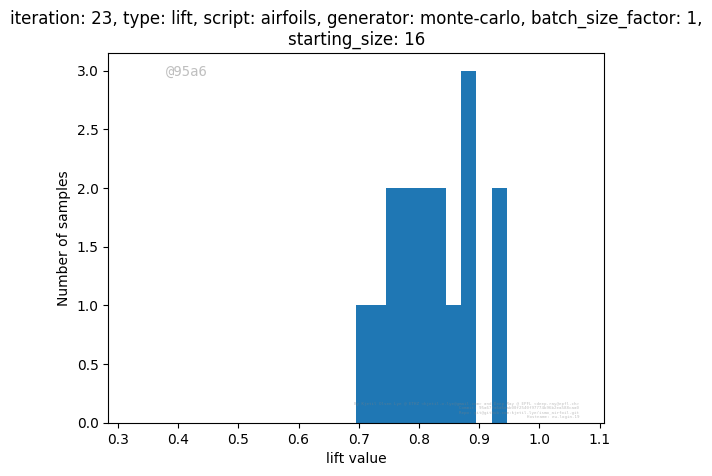 iteration: 23, type: lift, script: airfoils, generator: monte-carlo, batch_size_factor: 1,
starting_size: 16
@95a6
3.0
2.5
2.0
1.5
1.0
0.5
0.0
Number of samples
0.3 0.4 0.5 0.6 0.7 0.8 0.9 1.0 1.1
lift value